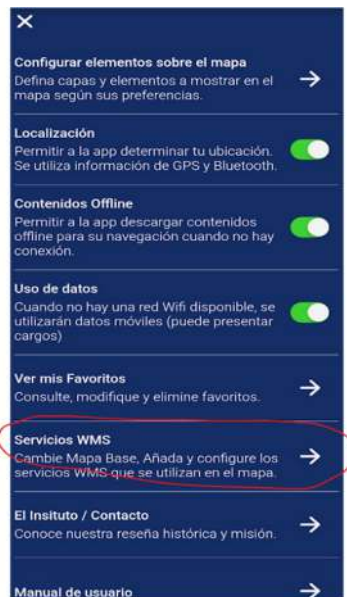 Configurar elementos sobre el mapa
Defina capas y elementos a mostrar en el
mapa según sus preferencias.
Localización
Permitir a la app determinar tu ubicación.
Se utiliza información de GPS y Bluetooth.
Contenidos Offline
Permitir a la app descargar contenidos
offline para su navegación cuando no hay
conexión.
Uso de datos
Cuando no hay una red Wifi disponible, se
utilizarán datos móviles (puede presentar
cargos)
Ver mis Favoritos
Consulte, modifique y elimine favoritos.
Servicios WMS
Cambie Mapa Base, Añada y configure los
servicios WMS que se utilizan en el mapa.
El Insituto / Contacto
Conoce nuestra reseña histórica y misión.
Manual de usuario